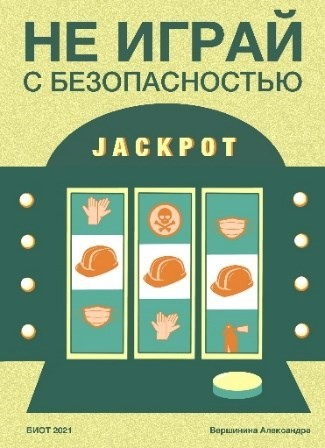 НЕ ИГРАЙ
С БЕЗОПАСНОСТЬЮ
JACKPOT
БИОТ 2021
Вершинина Александра